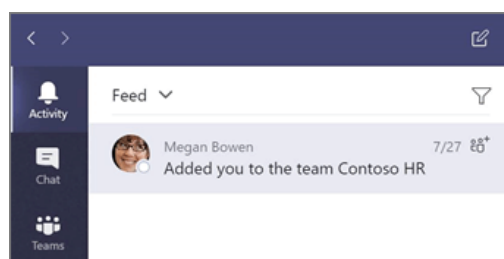 Activity
Feed
Megan Bowen 7/27
Added you to the team Contoso HR
Chat
Teams